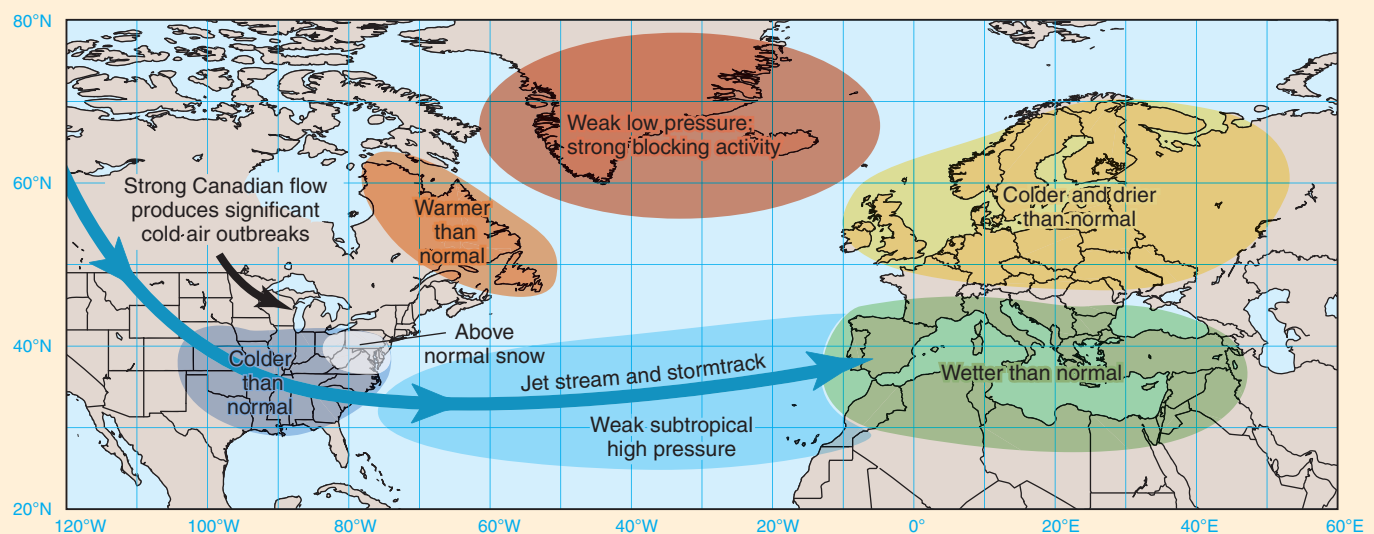 80°N
60°N
40°N
20°N
Weak low pressure;
strong blocking activity
Strong Canadian flow
produces significant
cold-air outbreaks
Warmer
than
normal
Colder and drier
than normal
Above
normal snow
Colder
than
normal
Jet stream and stormtrack
Wetter than normal
Weak subtropical
high pressure
120°W 100°W 80°W 60°W 40°W 20°W 0° 20°E 40°E 60°E